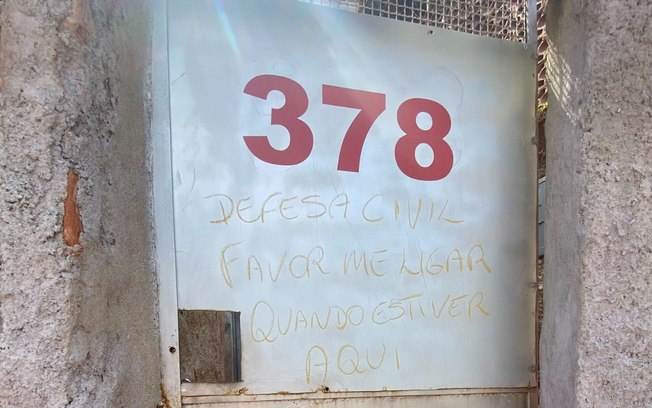 378
DEFESA CIVIL
FAVOR ME LIGAR
QUANDO ESTIVER
AQUI